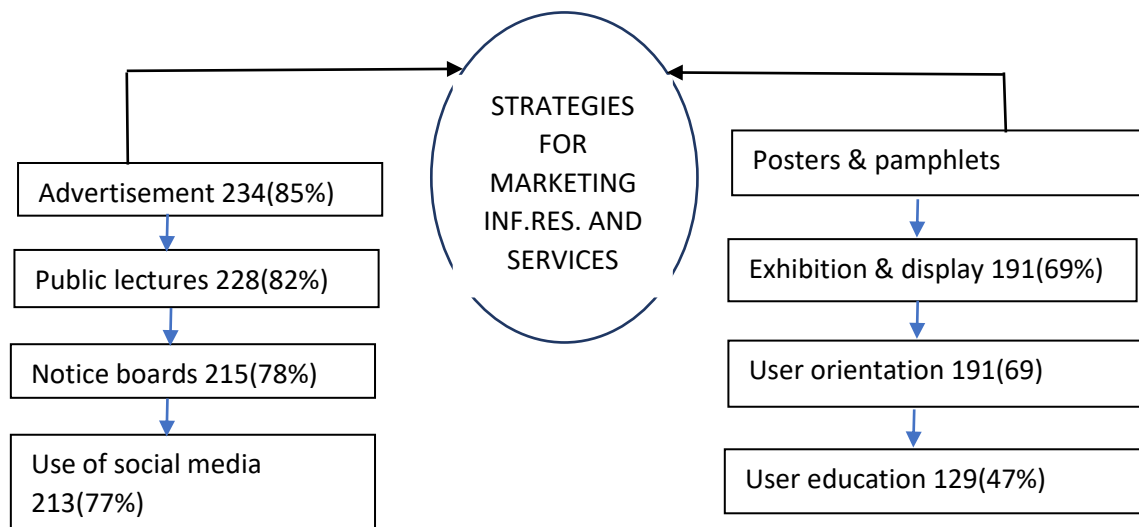 STRATEGIES
FOR
MARKETING
INF.RES. AND
SERVICES
Advertisement 234(85%)
Public lectures 228(82%)
Notice boards 215(78%)
Use of social media
213(77%)
Posters & pamphlets
Exhibition & display 191(69%)
User orientation 191(69)
User education 129(47%)